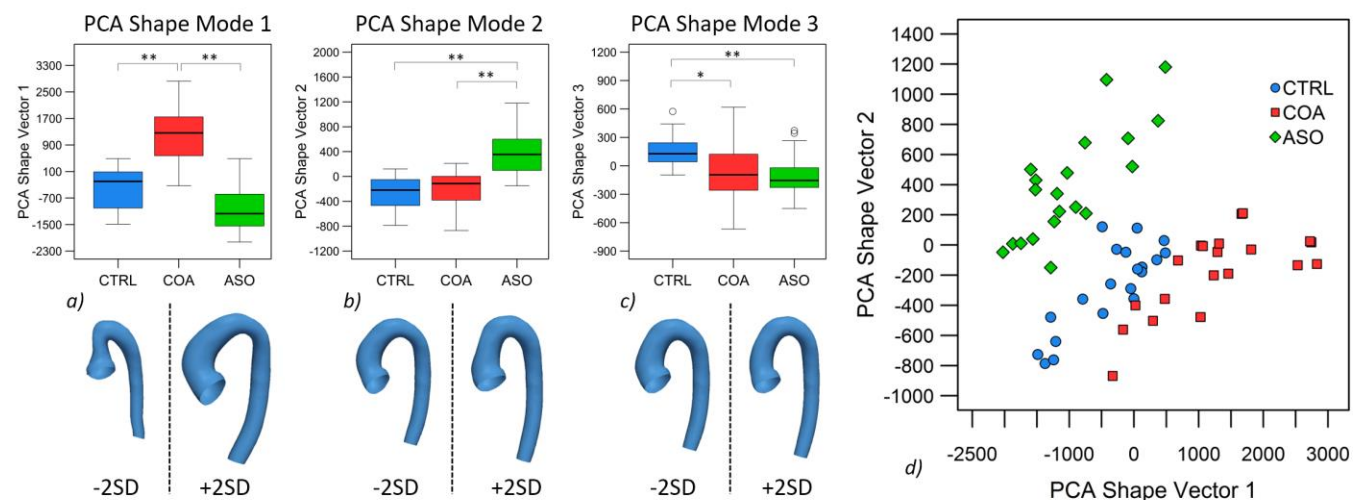 PCA Shape Mode 1
PCA Shape Vector 1
3300
2500
1700
900
100
-700
-1500
-2300
** **
CTRL COA ASO
a)
-2SD +2SD
PCA Shape Mode 2
PCA Shape Vector 2
2000
1600
1200
800
400
0
-400
-800
-1200
**
**
CTRL COA ASO
b)
-2SD +2SD
PCA Shape Mode 3
PCA Shape Vector 3
1200
900
600
300
0
-300
-600
-900
**
*
CTRL COA ASO
c)
-2SD +2SD
PCA Shape Vector 2
1400
1200
1000
800
600
400
200
0
-200
-400
-600
-800
-1000
CTRL
COA
ASO
-2500 -1000 0 1000 2000 3000
d)
PCA Shape Vector 1